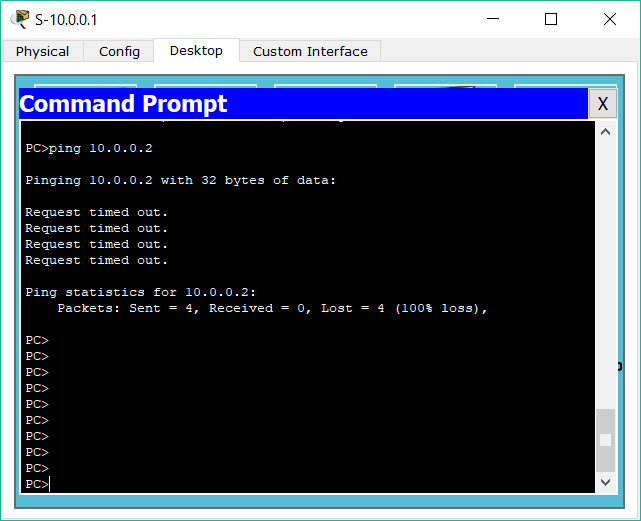 S-10.0.0.1
Physical Config Desktop Custom Interface
Command Prompt X
PC>ping 10.0.0.2
Pinging 10.0.0.2 with 32 bytes of data:
Request timed out.
Request timed out.
Request timed out.
Request timed out.
Ping statistics for 10.0.0.2:
Packets: Sent = 4, Received = 0, Lost = 4 (100% loss),
PC>
PC>
PC>
PC>
PC>
PC>
PC>
PC>
PC>
PC>